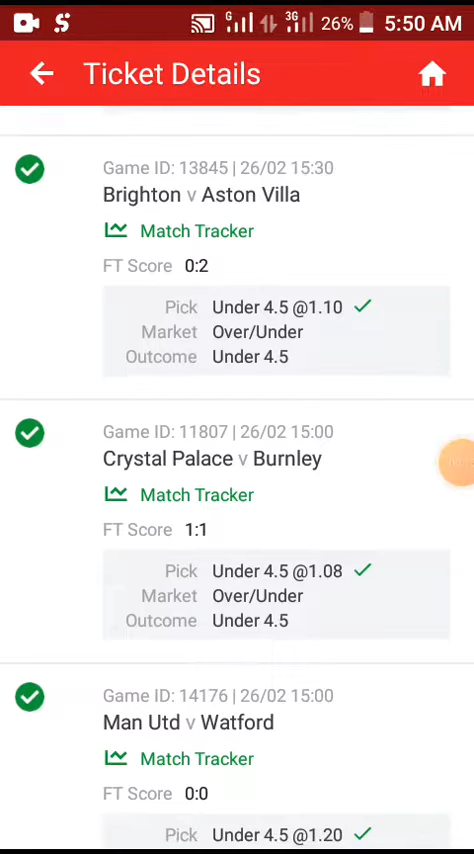 G 3G 26% 5:50 AM
Ticket Details
Game ID: 13845 | 26/02 15:30
Brighton v Aston Villa
Match Tracker
FT Score 0:2
Pick Under 4.5 @1.10
Market Over/Under
Outcome Under 4.5
Game ID: 11807 | 26/02 15:00
Crystal Palace v Burnley
Match Tracker
FT Score 1:1
Pick Under 4.5 @1.08
Market Over/Under
Outcome Under 4.5
Game ID: 14176 | 26/02 15:00
Man Utd v Watford
Match Tracker
FT Score 0:0
Pick Under 4.5 @1.20